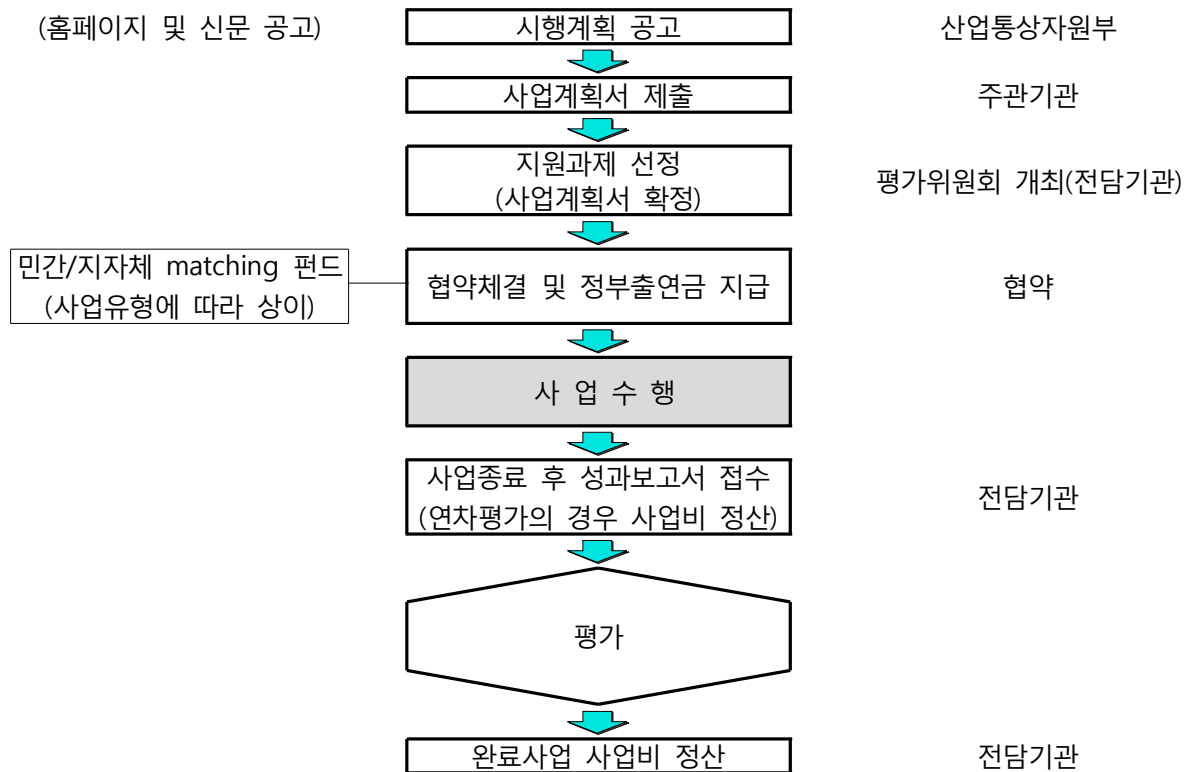 (홈페이지 및 신문 공고)
시행계획 공고
산업통상자원부
사업계획서 제출
주관기관
지원과제 선정
(사업계획서 확정)
평가위원회 개최(전담기관)
민간/지자체 matching 펀드
(사업유형에 따라 상이)
협약체결 및 정부출연금 지급
협약
사 업 수 행
사업종료 후 성과보고서 접수
(연차평가의 경우 사업비 정산)
전담기관
평가
완료사업 사업비 정산
전담기관